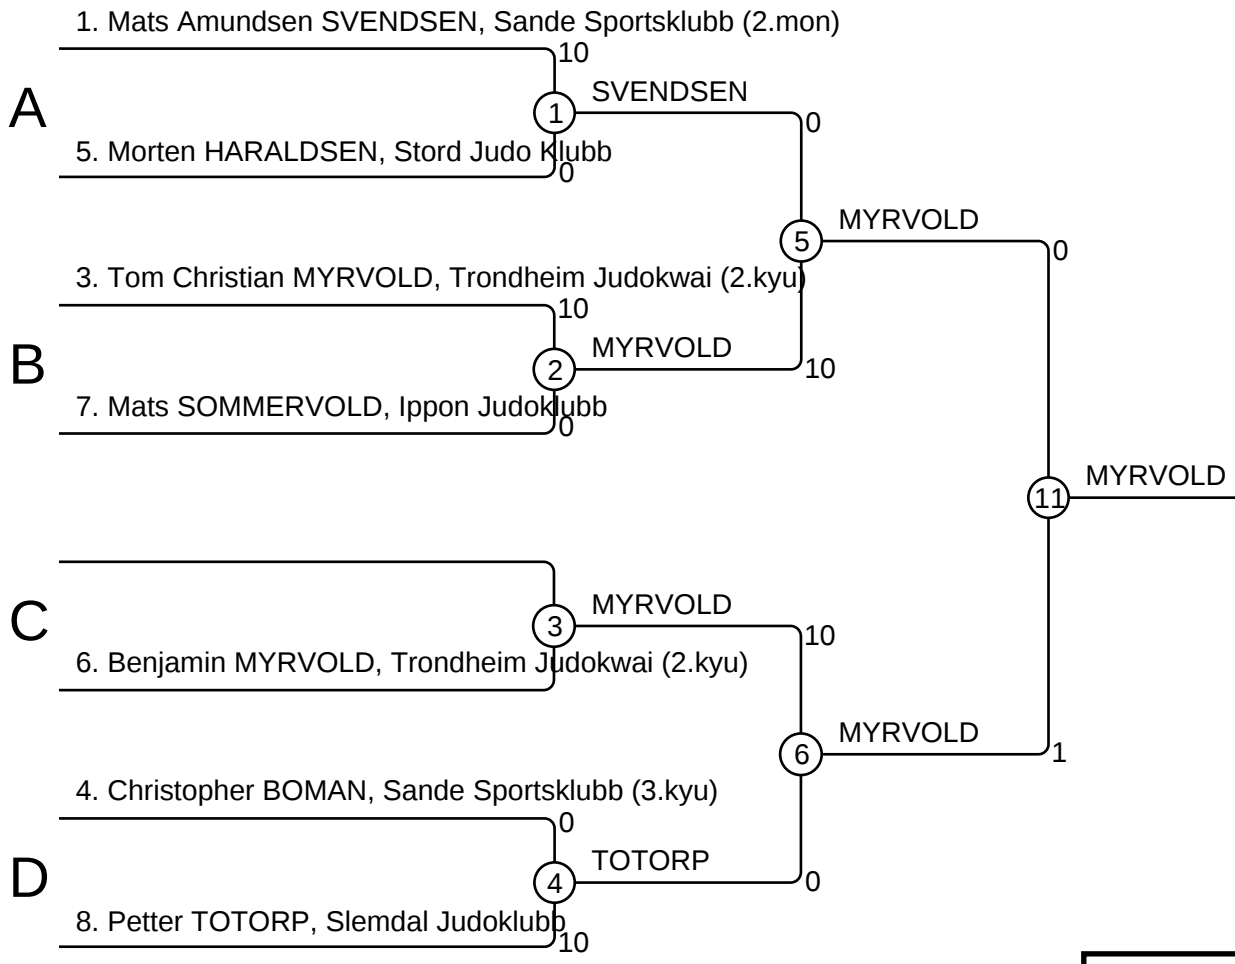 1. Mats Amundsen SVENDSEN, Sande Sportsklubb (2.mon)
10
A
1
SVENDSEN
0
5. Morten HARALDSEN, Stord Judo Klubb
0
5
MYRVOLD
0
3. Tom Christian MYRVOLD, Trondheim Judokwai (2.kyu)
10
B
2
MYRVOLD
10
7. Mats SOMMERVOLD, Ippon Judoklubb
0
11
MYRVOLD
C
3
MYRVOLD
10
6. Benjamin MYRVOLD, Trondheim Judokwai (2.kyu)
6
MYRVOLD
1
4. Christopher BOMAN, Sande Sportsklubb (3.kyu)
0
D
4
TOTORP
0
8. Petter TOTORP, Slemdal Judoklubb
10